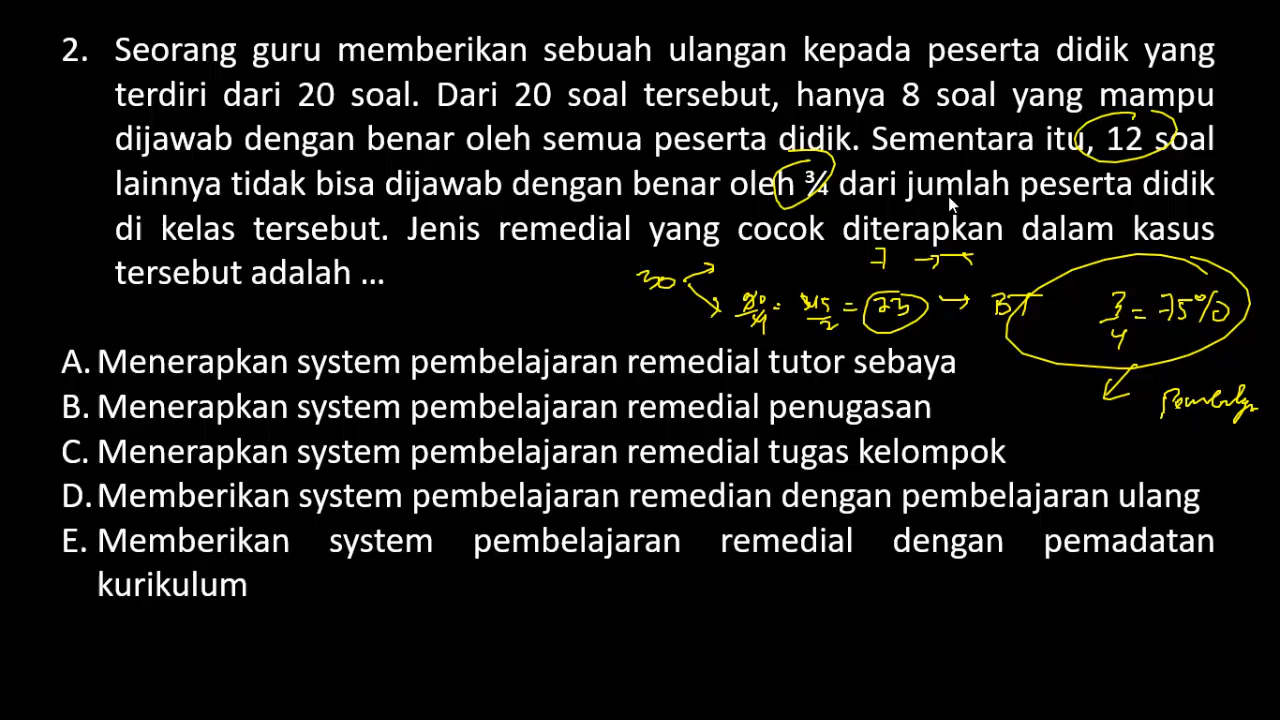 2. Seorang guru memberikan sebuah ulangan kepada peserta didik yang
terdiri dari 20 soal. Dari 20 soal tersebut, hanya 8 soal yang mampu
dijawab dengan benar oleh semua peserta didik. Sementara itu, 12 soal
lainnya tidak bisa dijawab dengan benar oleh ¾ dari jumlah peserta didik
di kelas tersebut. Jenis remedial yang cocok diterapkan dalam kasus
tersebut adalah ...
7
30
= 23 → BT
3/4 = 75%
A. Menerapkan system pembelajaran remedial tutor sebaya
B. Menerapkan system pembelajaran remedial penugasan
C. Menerapkan system pembelajaran remedial tugas kelompok
D. Memberikan system pembelajaran remedian dengan pembelajaran ulang
E. Memberikan system pembelajaran remedial dengan pemadatan
kurikulum